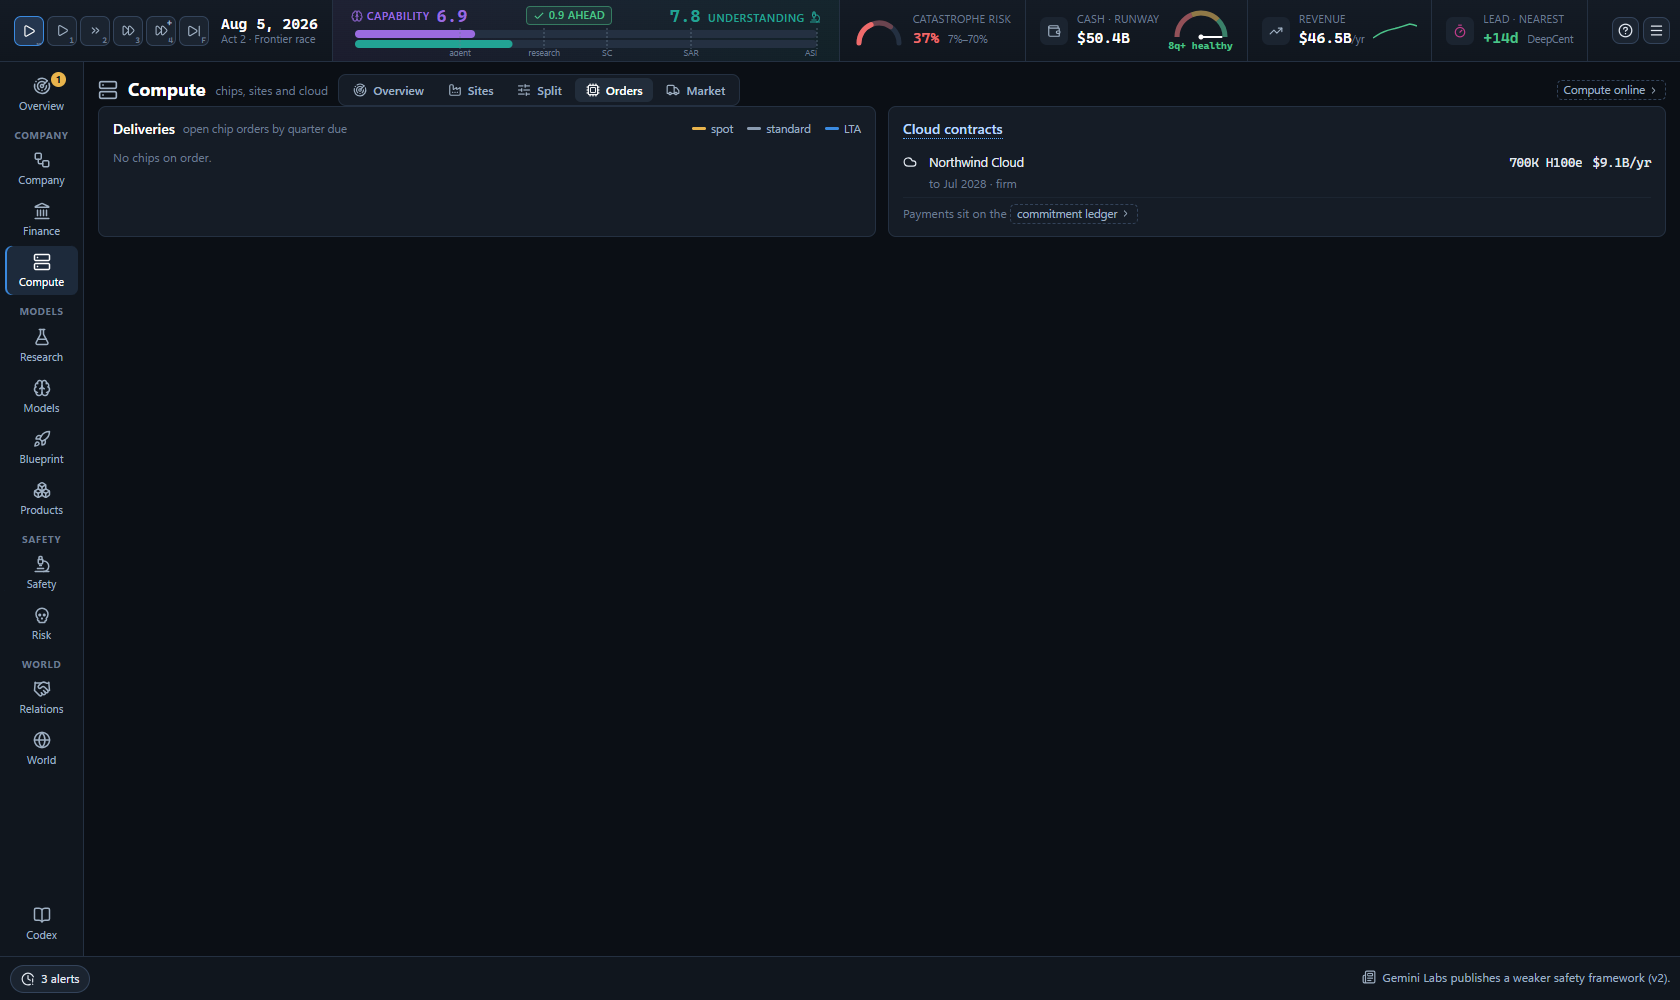 Aug 5, 2026
Act 2 · Frontier race
1
2
3
4
F
CAPABILITY 6.9
0.9 AHEAD
7.8 UNDERSTANDING
agent
research
SC
SAR
ASI
CATASTROPHE RISK
37% 7%–70%
CASH · RUNWAY
$50.4B
8q+ healthy
REVENUE
$46.5B/yr
LEAD · NEAREST
+14d DeepCent
1
Overview
COMPANY
Company
Finance
Compute
MODELS
Research
Models
Blueprint
Products
SAFETY
Safety
Risk
WORLD
Relations
World
Codex
Compute chips, sites and cloud
Overview
Sites
Split
Orders
Market
Compute online
Deliveries open chip orders by quarter due
spot
standard
LTA
No chips on order.
Cloud contracts
Northwind Cloud
700K H100e $9.1B/yr
to Jul 2028 · firm
Payments sit on the commitment ledger
3 alerts
Gemini Labs publishes a weaker safety framework (v2).